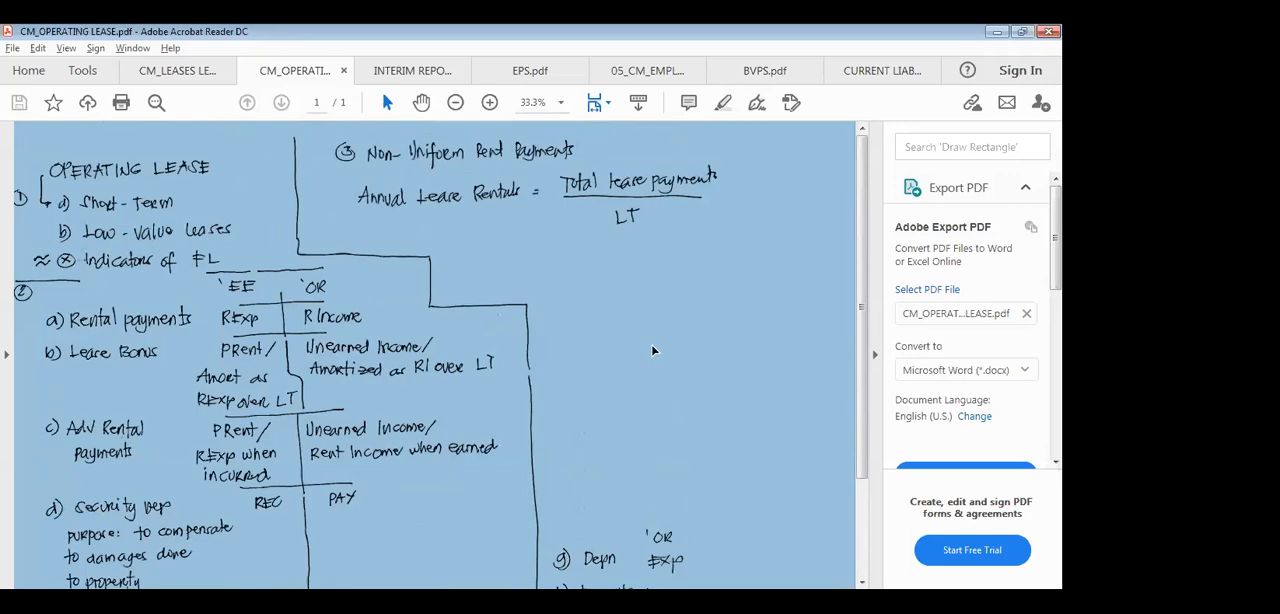 CM_OPERATING LEASE.pdf - Adobe Acrobat Reader DC
File Edit View Sign Window Help
Home Tools CM_LEASES LE... CM_OPERATI... × INTERIM REPO... EPS.pdf 05_CM_EMPL... BVPS.pdf CURRENT LIAB... Sign In
1 / 1 33.3%
OPERATING LEASE
1) a) Short-Term
b) Low-value leases
≈ ⊗ Indicators of FL
2
'EE 'OR
a) Rental payments RExp RIncome
b) Lease Bonus PRent/ Unearned Income/
Amort as Amortized as RI over LT
RExp over LT
c) Adv Rental PRent/ Unearned Income/
payments RExp when Rent Income when earned
incurred
d) Security Dep REC PAY
purpose: to compensate
to damages done
to property
3 Non-Uniform Rent Payments
Annual Lease Rentals = Total lease payments
LT
'OR
g) Depn Exp
Search 'Draw Rectangle'
Export PDF
Adobe Export PDF
Convert PDF Files to Word
or Excel Online
Select PDF File
CM_OPERAT...LEASE.pdf ×
Convert to
Microsoft Word (*.docx)
Document Language:
English (U.S.) Change
Create, edit and sign PDF
forms & agreements
Start Free Trial